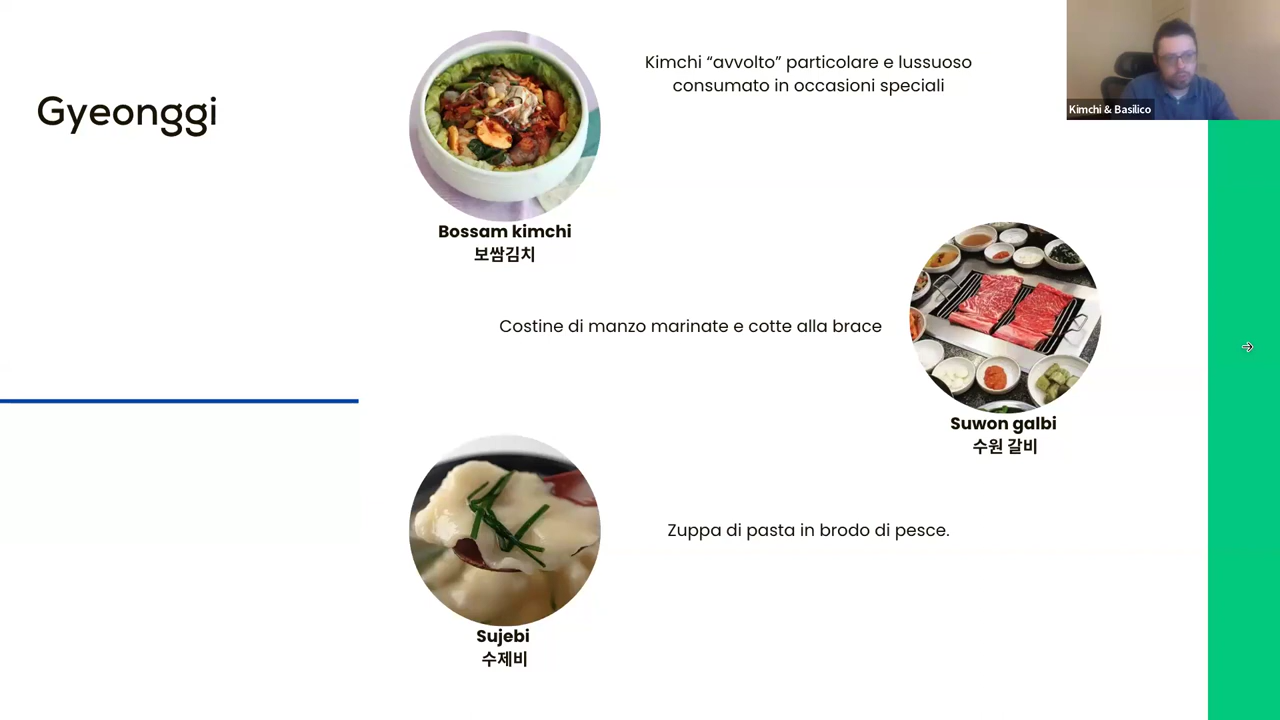 Gyeonggi
Kimchi “avvolto” particolare e lussuoso
consumato in occasioni speciali
Kimchi & Basilico
Bossam kimchi
보쌈김치
Costine di manzo marinate e cotte alla brace
Suwon galbi
수원 갈비
Zuppa di pasta in brodo di pesce.
Sujebi
수제비